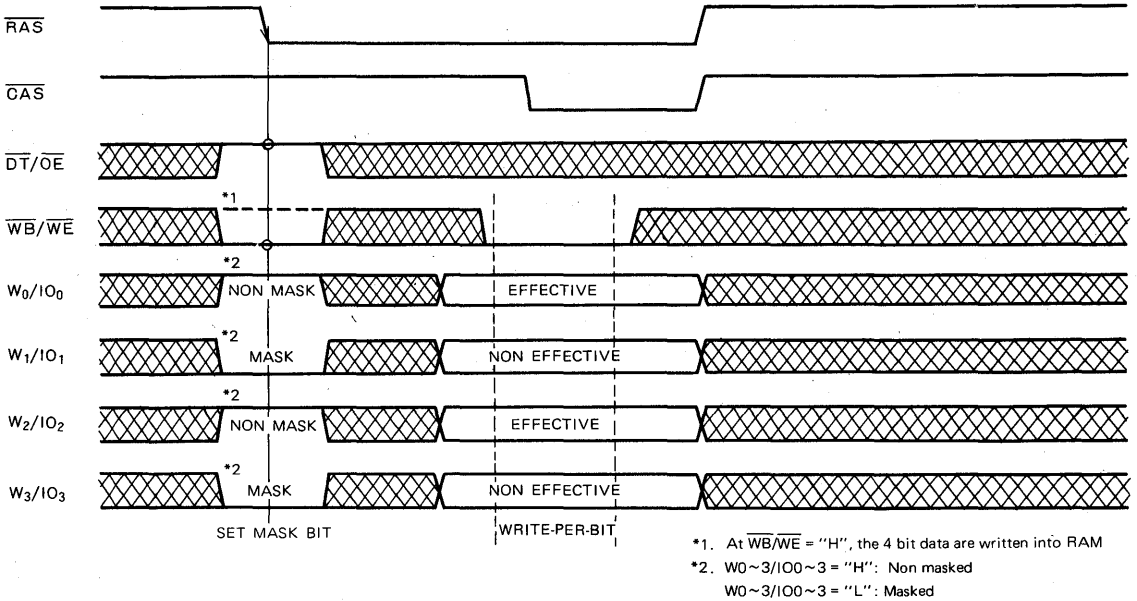 RAS
CAS
DT/OE
*1
WB/WE
*2
W0/IO0 NON MASK EFFECTIVE
*2
W1/IO1 MASK NON EFFECTIVE
*2
W2/IO2 NON MASK EFFECTIVE
*2
W3/IO3 MASK NON EFFECTIVE
SET MASK BIT WRITE-PER-BIT
*1. At WB/WE = "H", the 4 bit data are written into RAM
*2. W0~3/IO0~3 = "H": Non masked
W0~3/IO0~3 = "L": Masked